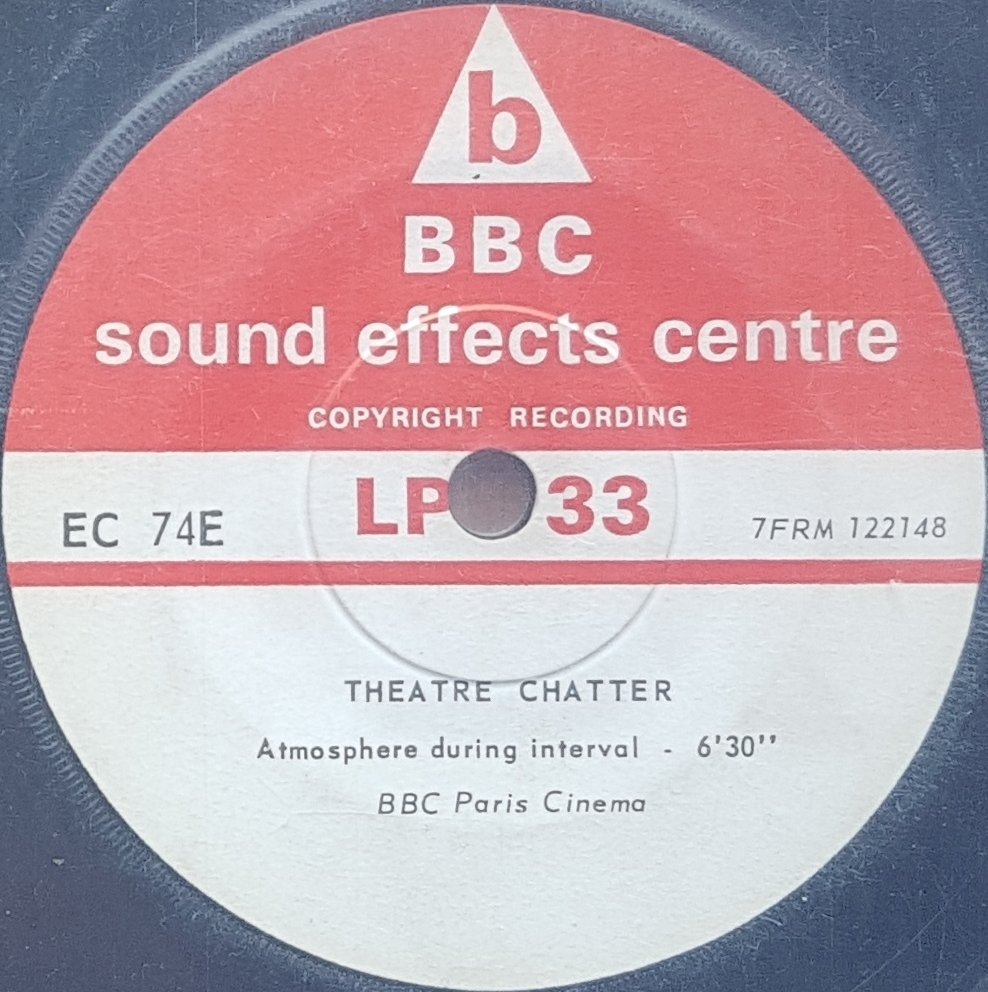 b
BBC
sound effects centre
COPYRIGHT RECORDING
EC 74E LP 33 7FRM 122148
THEATRE CHATTER
Atmosphere during interval - 6'30"
BBC Paris Cinema